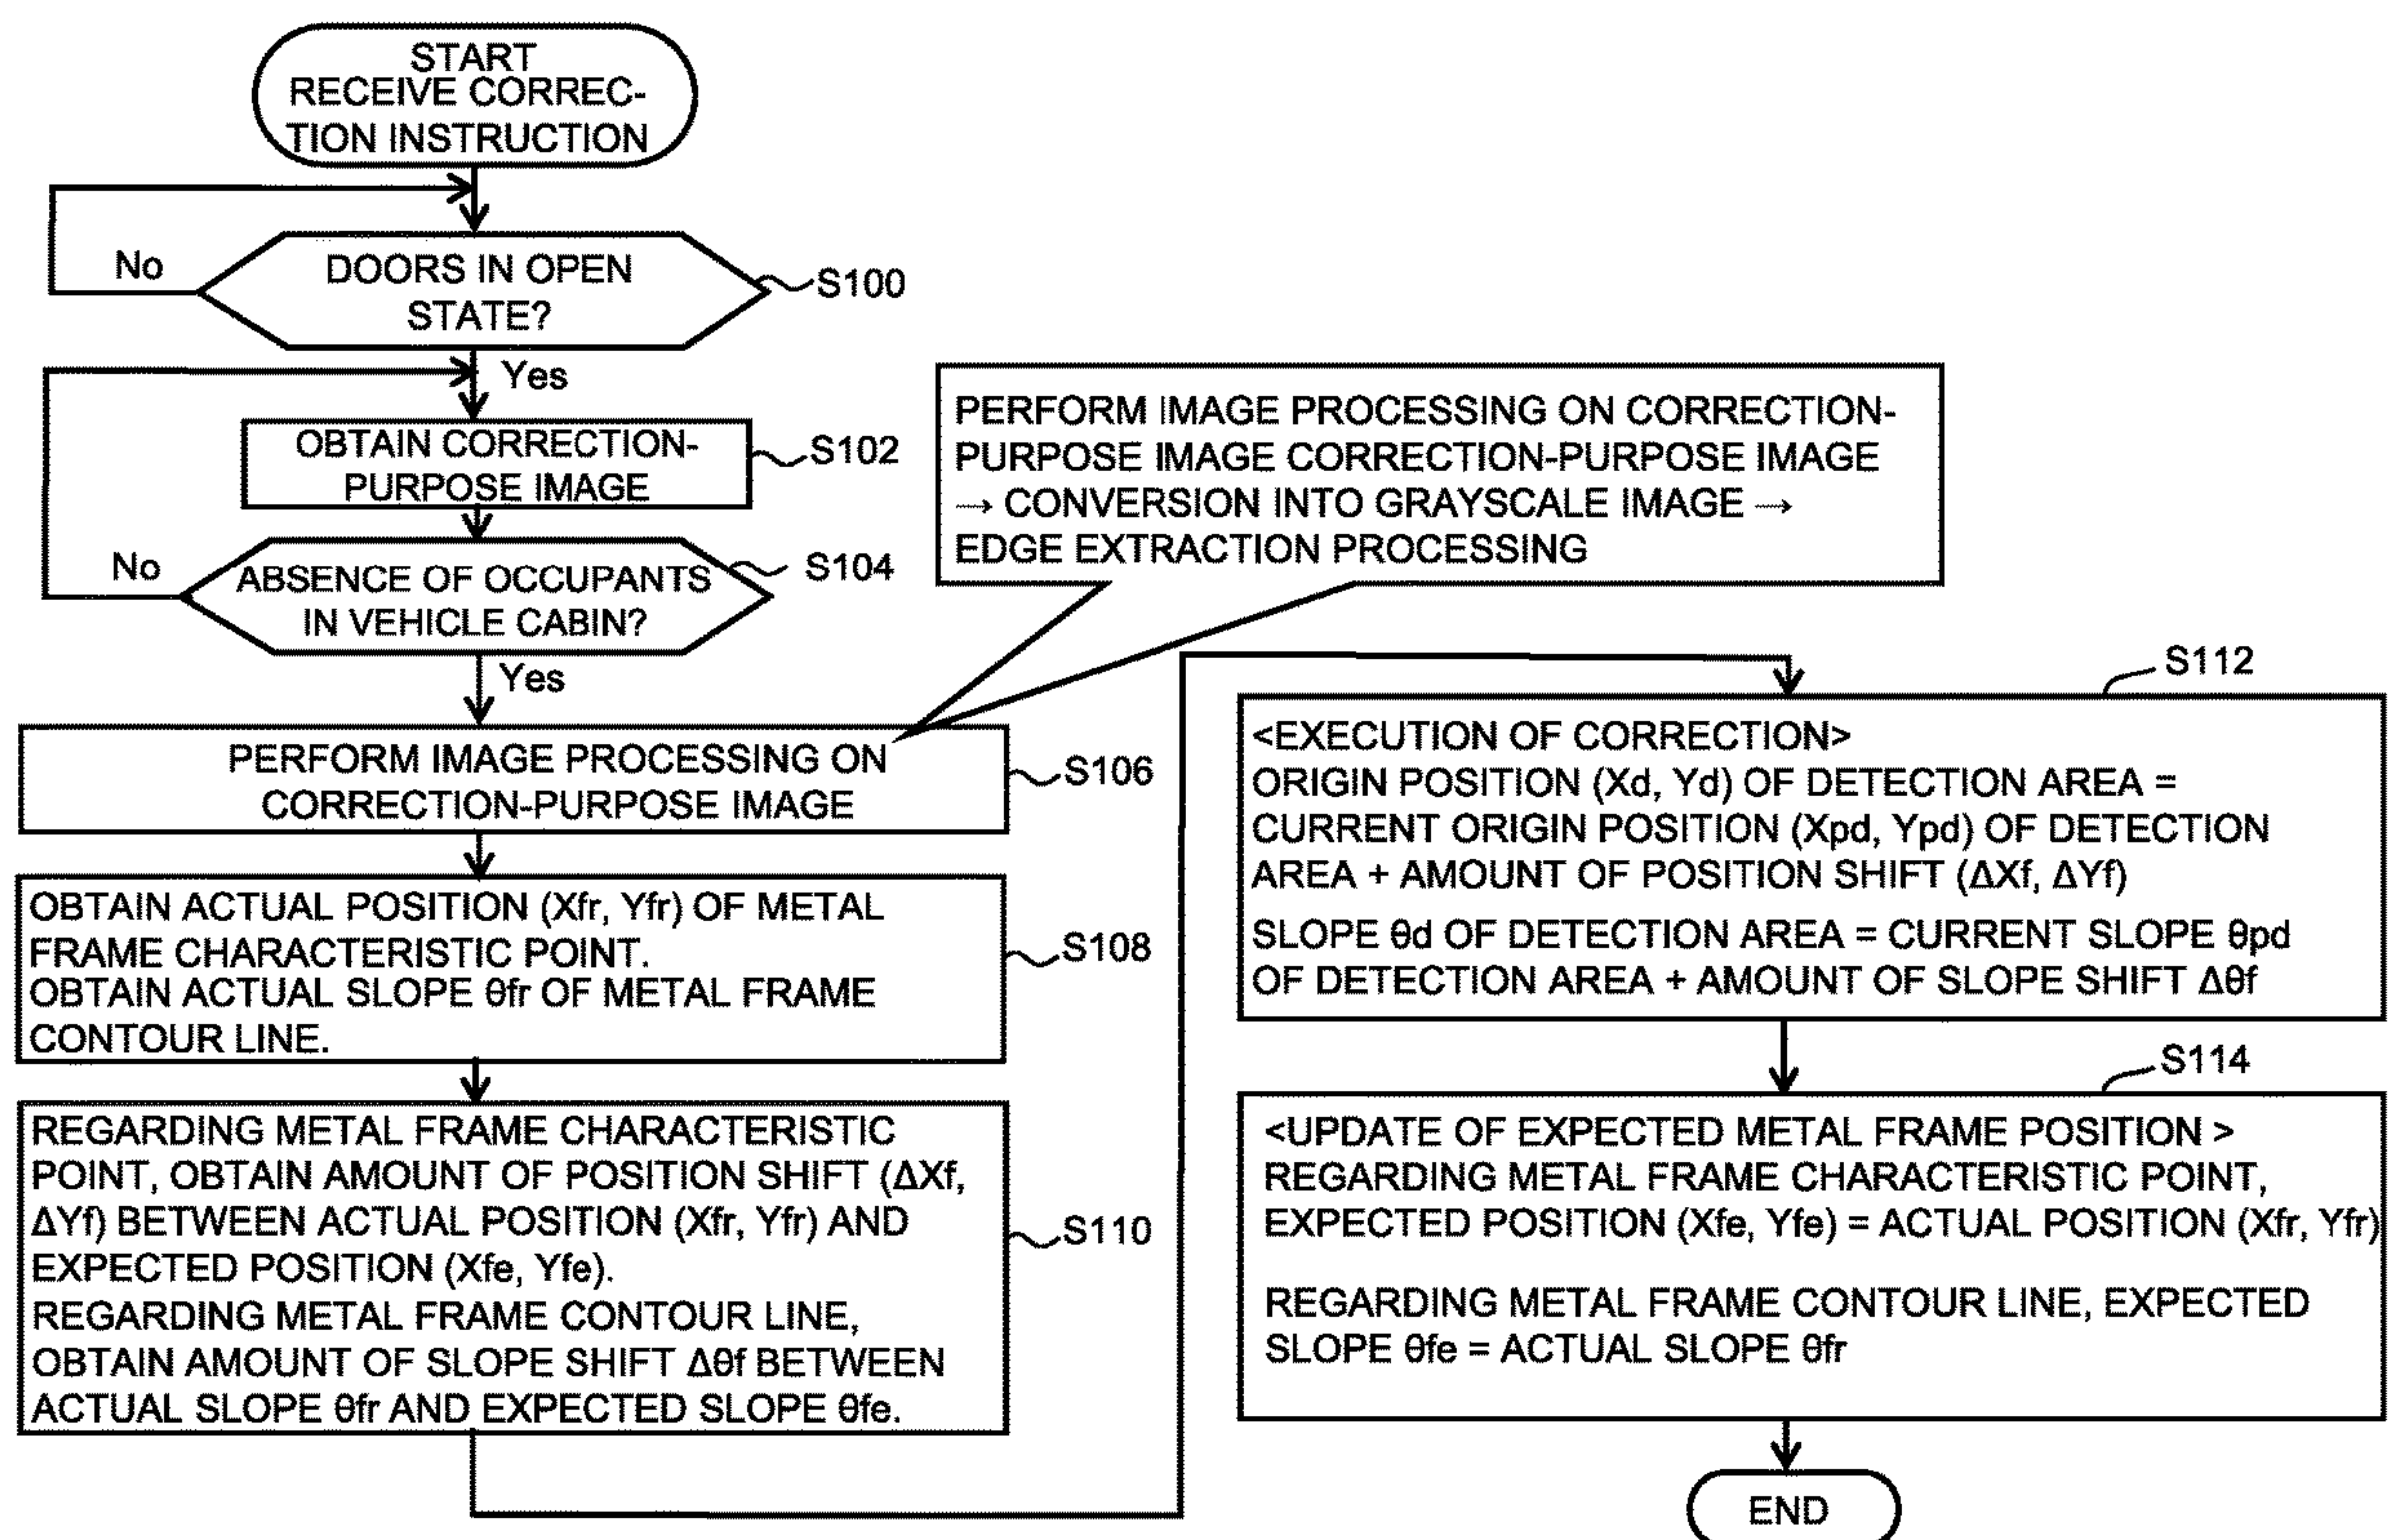 START
RECEIVE CORREC-
TION INSTRUCTION
No
DOORS IN OPEN
STATE?
S100
Yes
OBTAIN CORRECTION-
PURPOSE IMAGE
S102
No
ABSENCE OF OCCUPANTS
IN VEHICLE CABIN?
S104
Yes
PERFORM IMAGE PROCESSING ON CORRECTION-
PURPOSE IMAGE CORRECTION-PURPOSE IMAGE
→ CONVERSION INTO GRAYSCALE IMAGE →
EDGE EXTRACTION PROCESSING
PERFORM IMAGE PROCESSING ON
CORRECTION-PURPOSE IMAGE
S106
OBTAIN ACTUAL POSITION (Xfr, Yfr) OF METAL
FRAME CHARACTERISTIC POINT.
OBTAIN ACTUAL SLOPE θfr OF METAL FRAME
CONTOUR LINE.
S108
REGARDING METAL FRAME CHARACTERISTIC
POINT, OBTAIN AMOUNT OF POSITION SHIFT (ΔXf,
ΔYf) BETWEEN ACTUAL POSITION (Xfr, Yfr) AND
EXPECTED POSITION (Xfe, Yfe).
REGARDING METAL FRAME CONTOUR LINE,
OBTAIN AMOUNT OF SLOPE SHIFT Δθf BETWEEN
ACTUAL SLOPE θfr AND EXPECTED SLOPE θfe.
S110
S112
<EXECUTION OF CORRECTION>
ORIGIN POSITION (Xd, Yd) OF DETECTION AREA =
CURRENT ORIGIN POSITION (Xpd, Ypd) OF DETECTION
AREA + AMOUNT OF POSITION SHIFT (ΔXf, ΔYf)
SLOPE θd OF DETECTION AREA = CURRENT SLOPE θpd
OF DETECTION AREA + AMOUNT OF SLOPE SHIFT Δθf
S114
<UPDATE OF EXPECTED METAL FRAME POSITION >
REGARDING METAL FRAME CHARACTERISTIC POINT,
EXPECTED POSITION (Xfe, Yfe) = ACTUAL POSITION (Xfr, Yfr)
REGARDING METAL FRAME CONTOUR LINE, EXPECTED
SLOPE θfe = ACTUAL SLOPE θfr
END